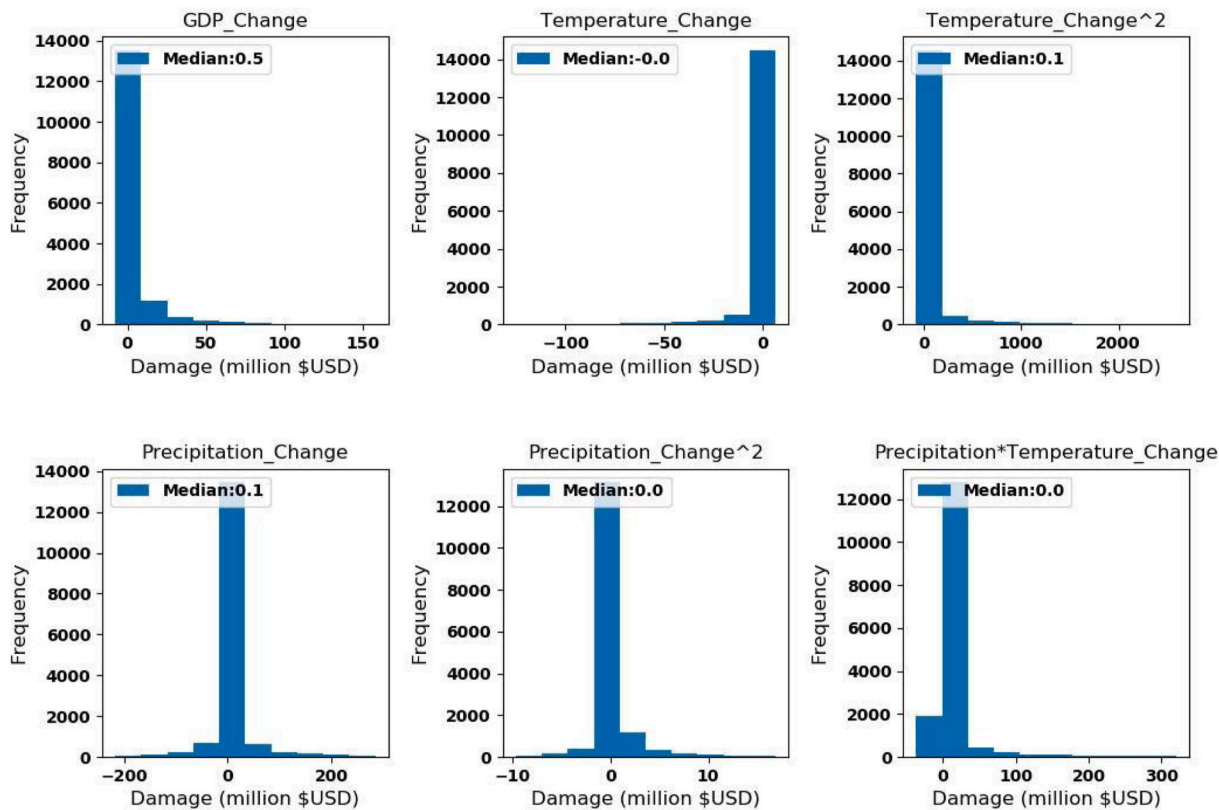 GDP_Change
Temperature_Change
Temperature_Change^2
14000
12000
10000
8000
6000
4000
2000
0
Frequency
Median:0.5
0
50
100
150
Damage (million $USD)
14000
12000
10000
8000
6000
4000
2000
0
Frequency
Median:-0.0
−100
−50
0
Damage (million $USD)
14000
12000
10000
8000
6000
4000
2000
0
Frequency
Median:0.1
0
1000
2000
Damage (million $USD)
Precipitation_Change
Precipitation_Change^2
Precipitation*Temperature_Change
14000
12000
10000
8000
6000
4000
2000
0
Frequency
Median:0.1
−200
0
200
Damage (million $USD)
12000
10000
8000
6000
4000
2000
0
Frequency
Median:0.0
−10
0
10
Damage (million $USD)
12000
10000
8000
6000
4000
2000
0
Frequency
Median:0.0
0
100
200
300
Damage (million $USD)